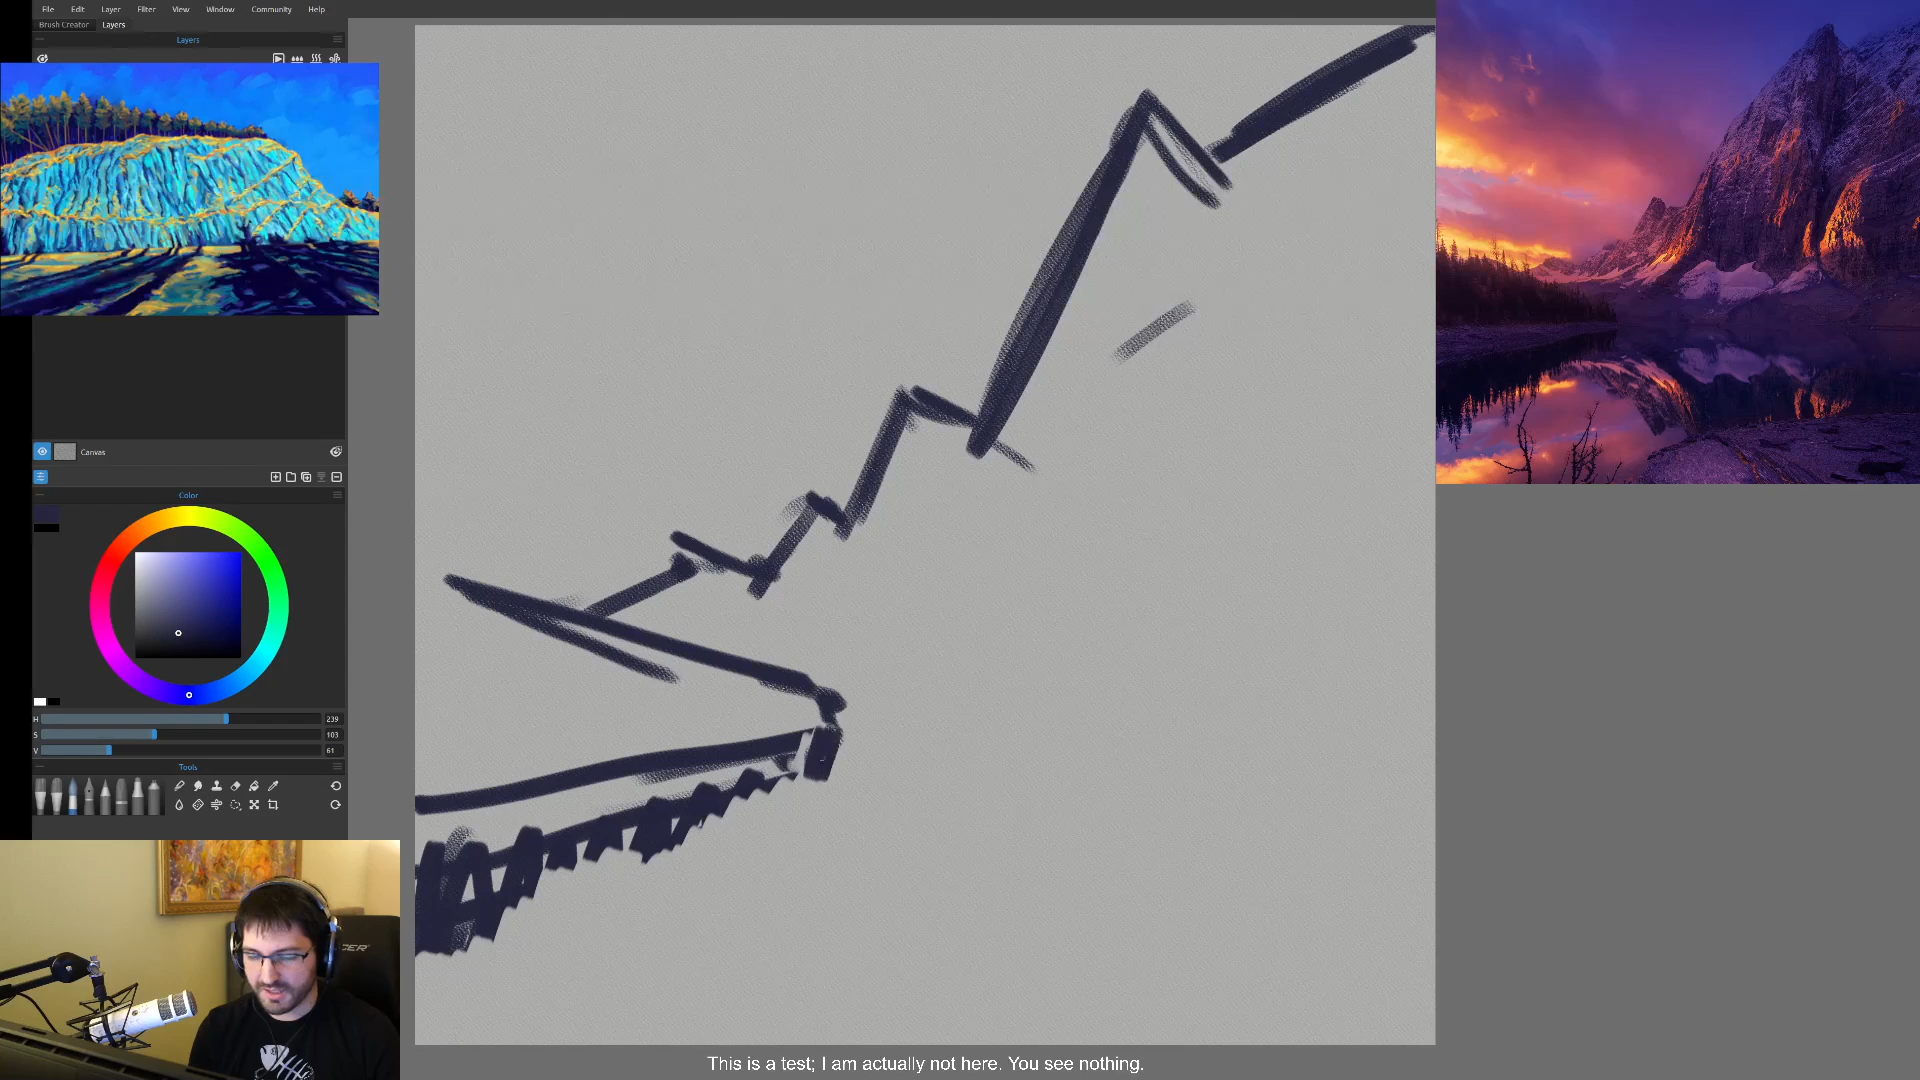 File Edit Layer Filter View Window Community Help
Brush Creator Layers
Layers
Canvas
Color
H 239
S 103
V 61
Tools
CER
This is a test; I am actually not here. You see nothing.